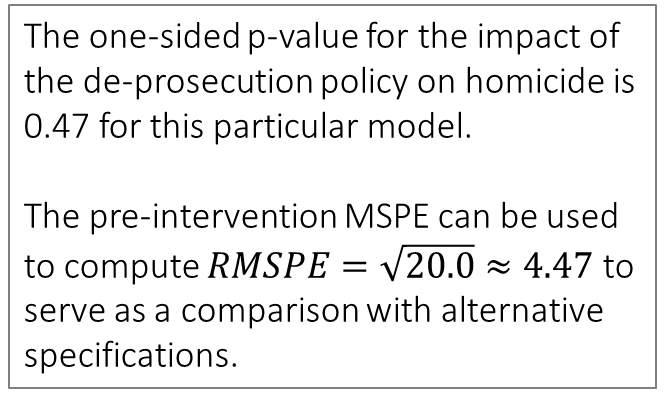 The one-sided p-value for the impact of
the de-prosecution policy on homicide is
0.47 for this particular model.
The pre-intervention MSPE can be used
to compute RMSPE = √20.0 ≈ 4.47 to
serve as a comparison with alternative
specifications.